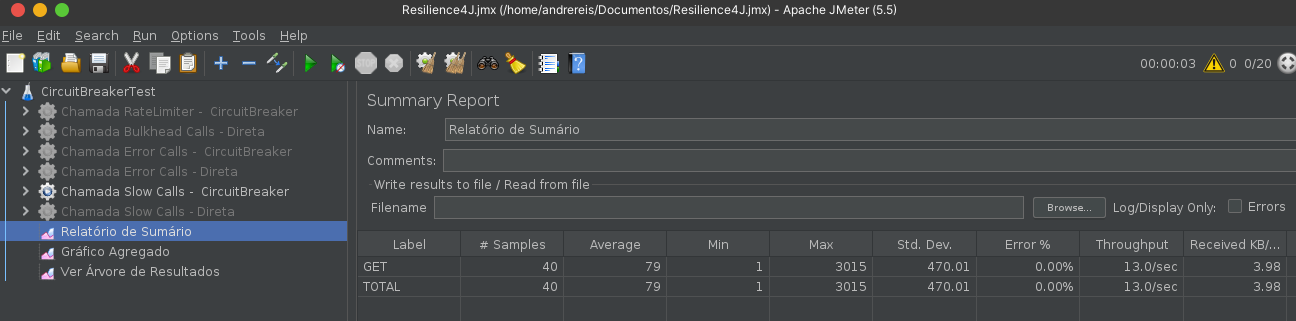 Resilience4J.jmx (/home/andrereis/Documentos/Resilience4J.jmx) - Apache JMeter (5.5)
File Edit Search Run Options Tools Help
STOP 00:00:03 0 0/20
CircuitBreakerTest
Chamada RateLimiter - CircuitBreaker
Chamada Bulkhead Calls - Direta
Chamada Error Calls - CircuitBreaker
Chamada Error Calls - Direta
Chamada Slow Calls - CircuitBreaker
Chamada Slow Calls - Direta
Relatório de Sumário
Gráfico Agregado
Ver Árvore de Resultados
Summary Report
Name: Relatório de Sumário
Comments:
Write results to file / Read from file
Filename Browse... Log/Display Only: Errors
Label # Samples Average Min Max Std. Dev. Error % Throughput Received KB/...
GET 40 79 1 3015 470.01 0.00% 13.0/sec 3.98
TOTAL 40 79 1 3015 470.01 0.00% 13.0/sec 3.98